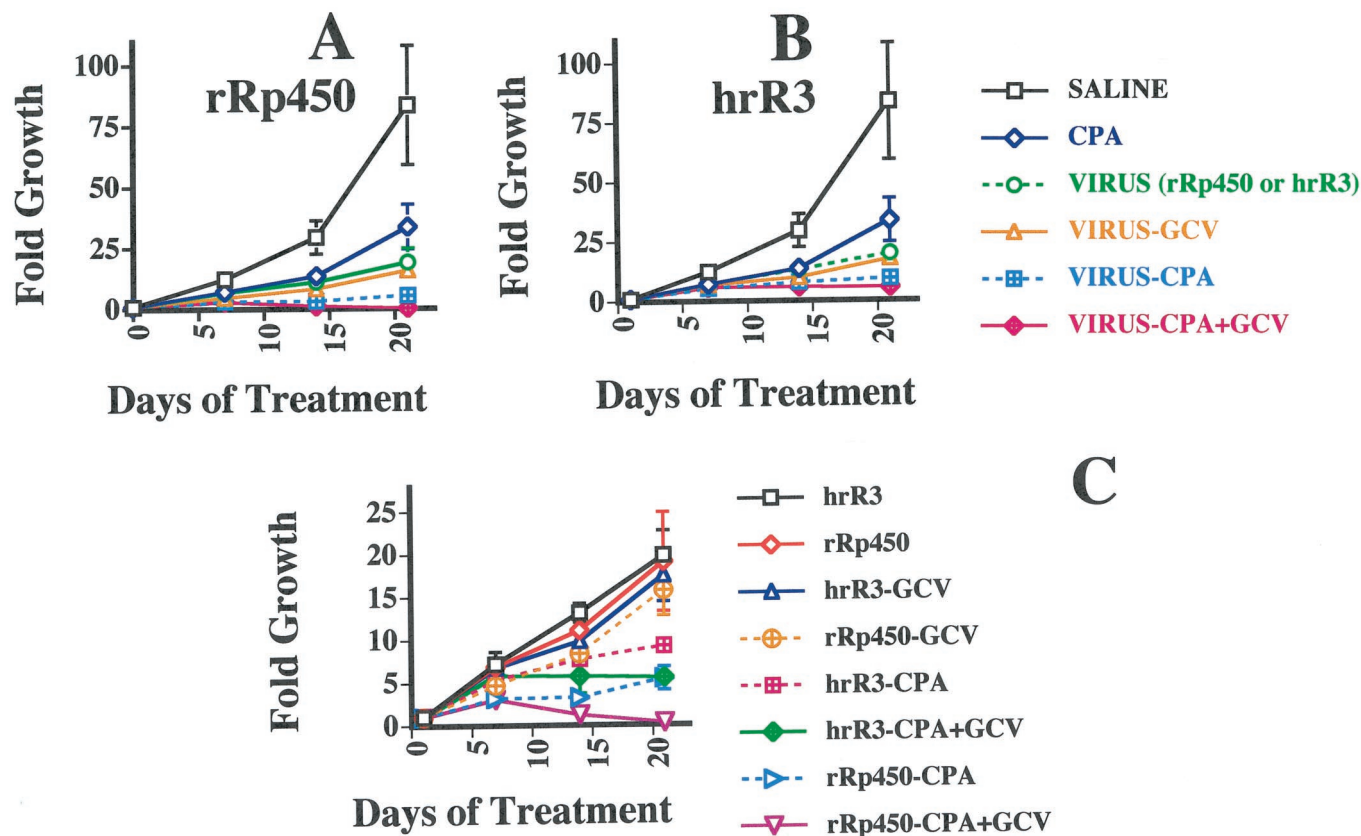 A
rRp450
Fold Growth
100
75
50
25
0
0
5
10
15
20
Days of Treatment
B
hrR3
Fold Growth
100
75
50
25
0
0
5
10
15
20
Days of Treatment
SALINE
CPA
VIRUS (rRp450 or hrR3)
VIRUS-GCV
VIRUS-CPA
VIRUS-CPA+GCV
C
Fold Growth
25
20
15
10
5
0
0
5
10
15
20
Days of Treatment
hrR3
rRp450
hrR3-GCV
rRp450-GCV
hrR3-CPA
hrR3-CPA+GCV
rRp450-CPA
rRp450-CPA+GCV